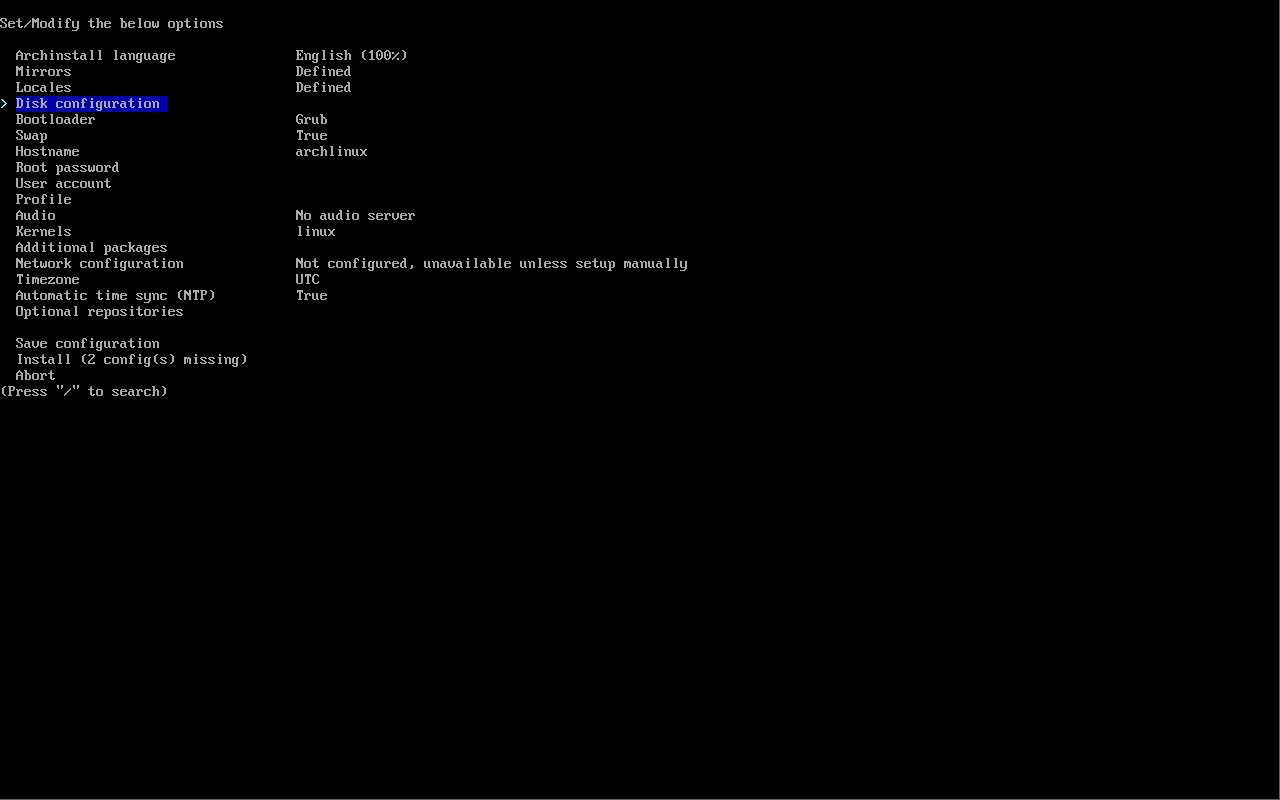 Set/Modify the below options
Archinstall language English (100%)
Mirrors Defined
Locales Defined
> Disk configuration
Bootloader Grub
Swap True
Hostname archlinux
Root password
User account
Profile
Audio No audio server
Kernels linux
Additional packages
Network configuration Not configured, unavailable unless setup manually
Timezone UTC
Automatic time sync (NTP) True
Optional repositories
Save configuration
Install (2 config(s) missing)
Abort
(Press "/" to search)